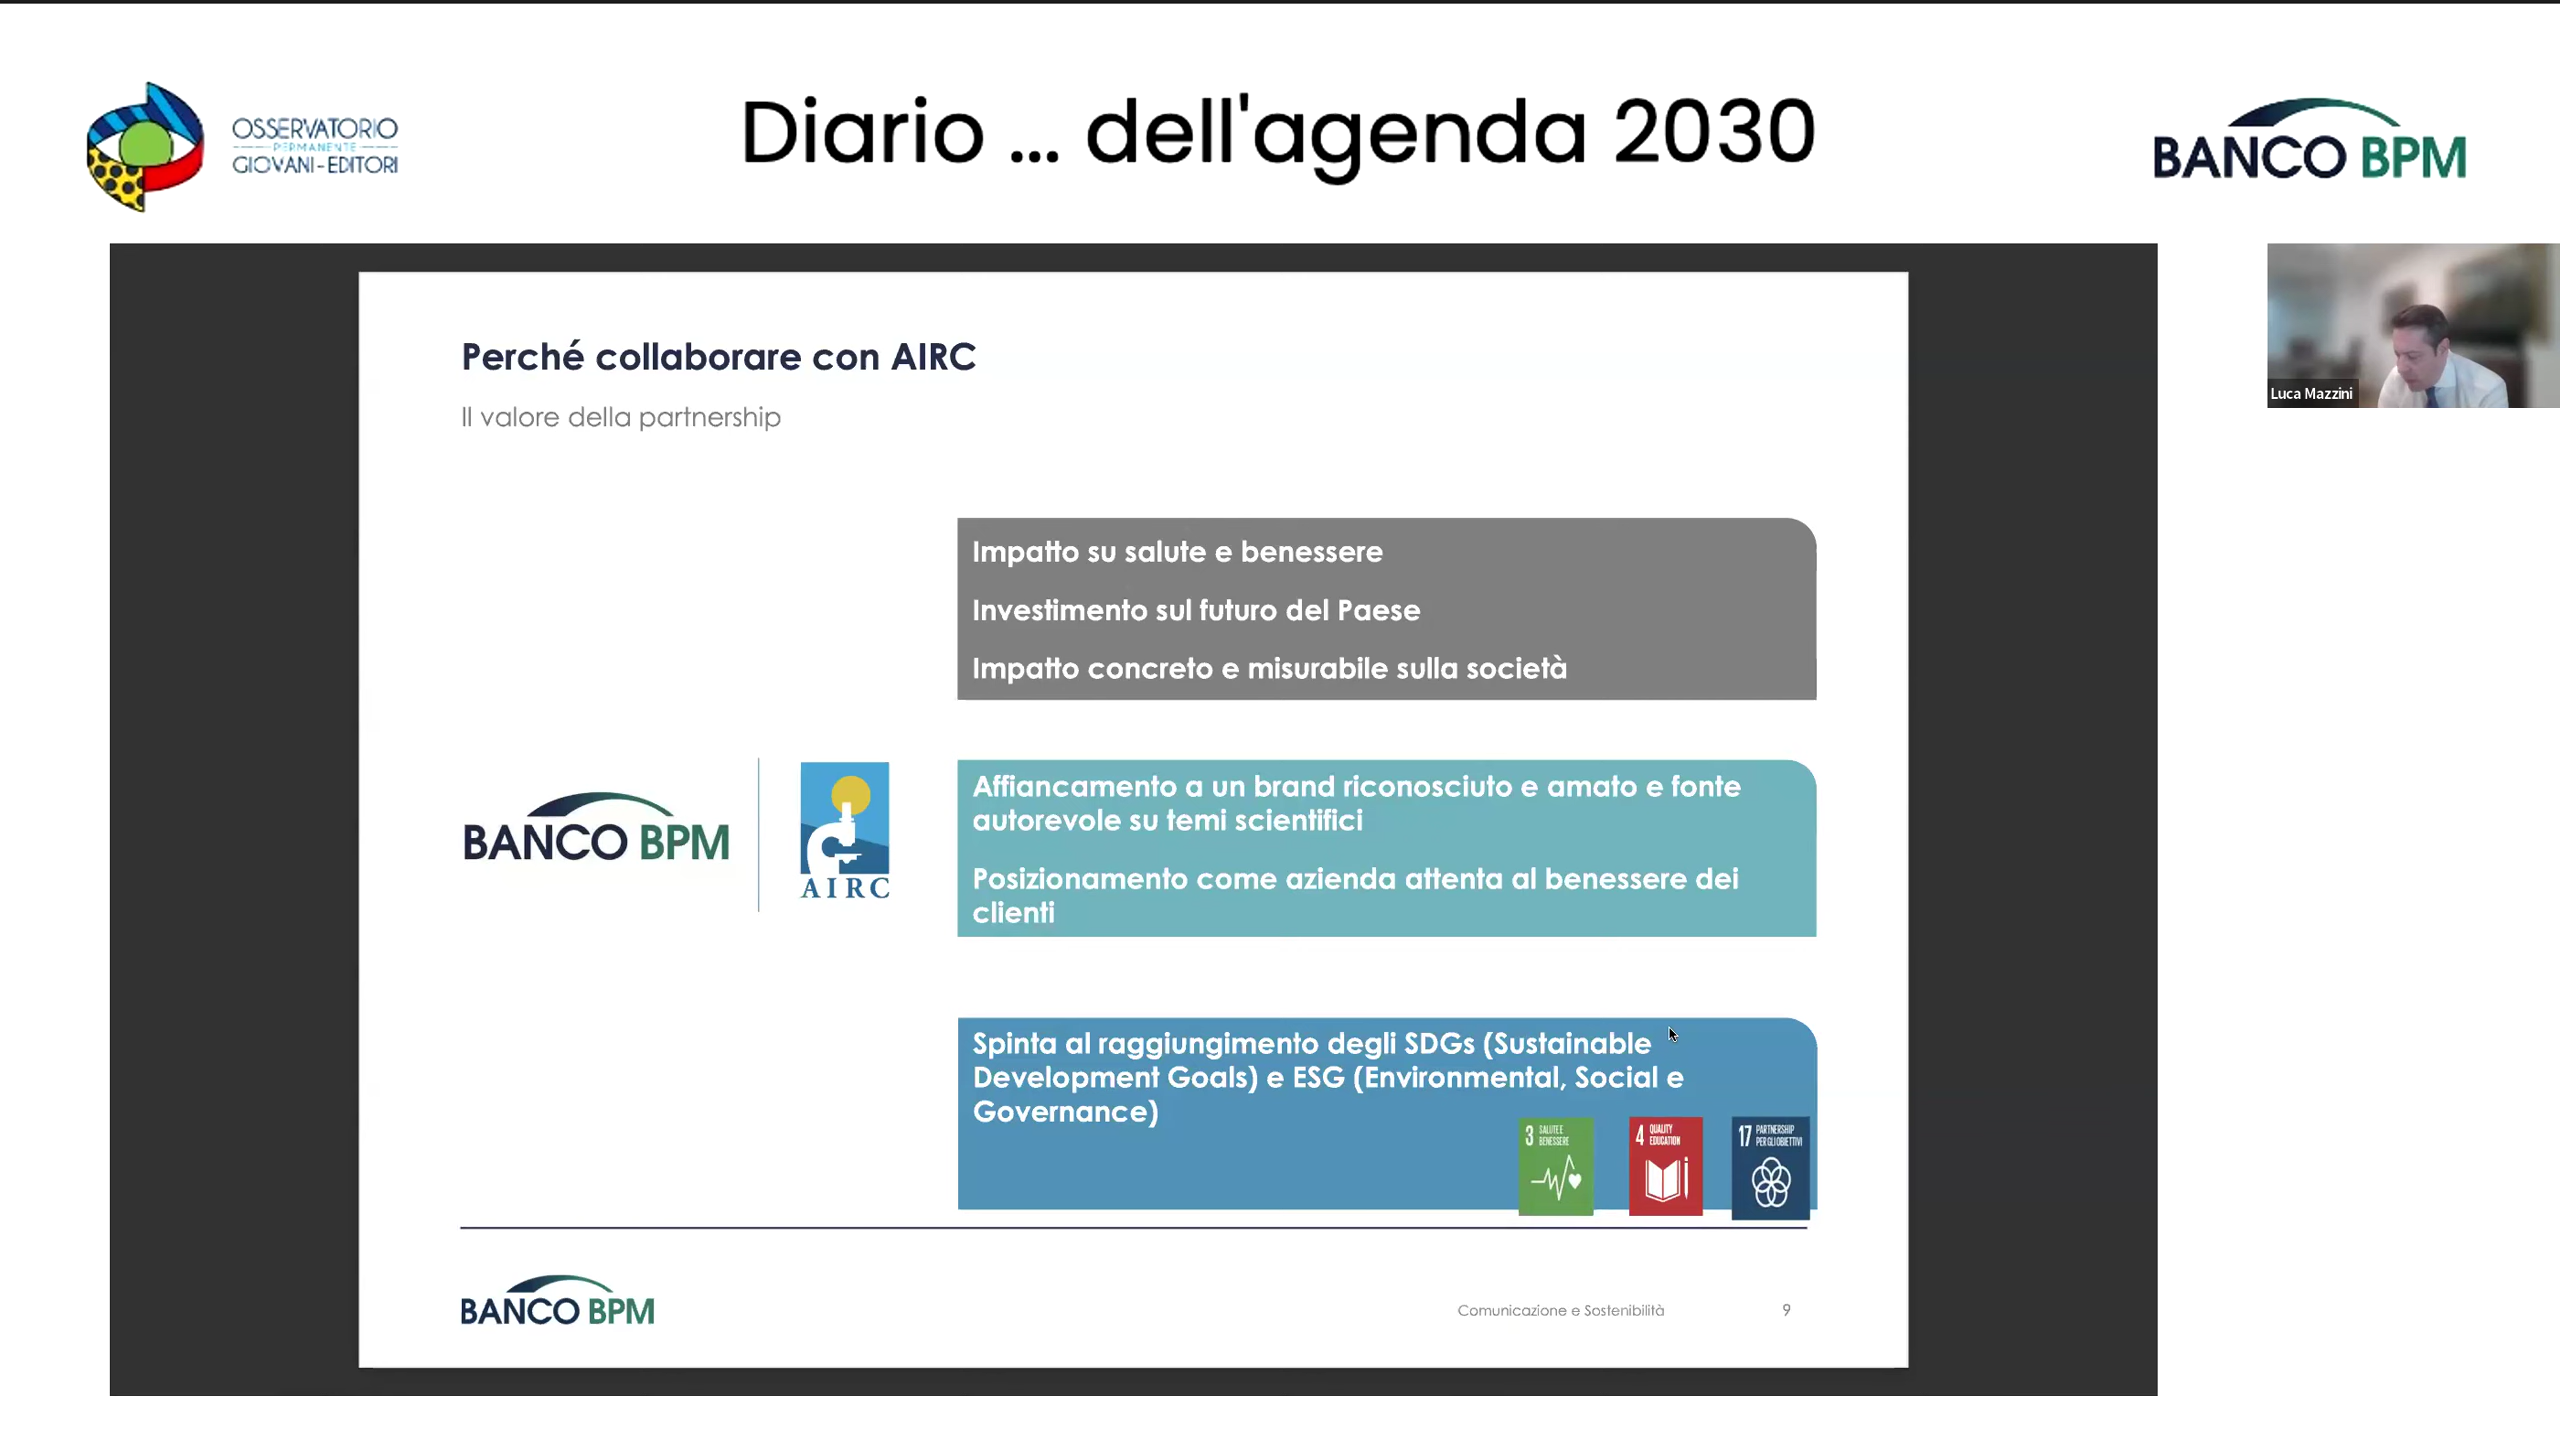 OSSERVATORIO
PERMANENTE
GIOVANI-EDITORI
Diario ... dell'agenda 2030
BANCO BPM
Luca Mazzini
Perché collaborare con AIRC
Il valore della partnership
Impatto su salute e benessere
Investimento sul futuro del Paese
Impatto concreto e misurabile sulla società
BANCO BPM
AIRC
Affiancamento a un brand riconosciuto e amato e fonte
autorevole su temi scientifici
Posizionamento come azienda attenta al benessere dei
clienti
Spinta al raggiungimento degli SDGs (Sustainable
Development Goals) e ESG (Environmental, Social e
Governance)
3 SALUTE E
BENESSERE
4 QUALITY
EDUCATION
17 PARTNERSHIP
PER GLI OBIETTIVI
BANCO BPM
Comunicazione e Sostenibilità
9